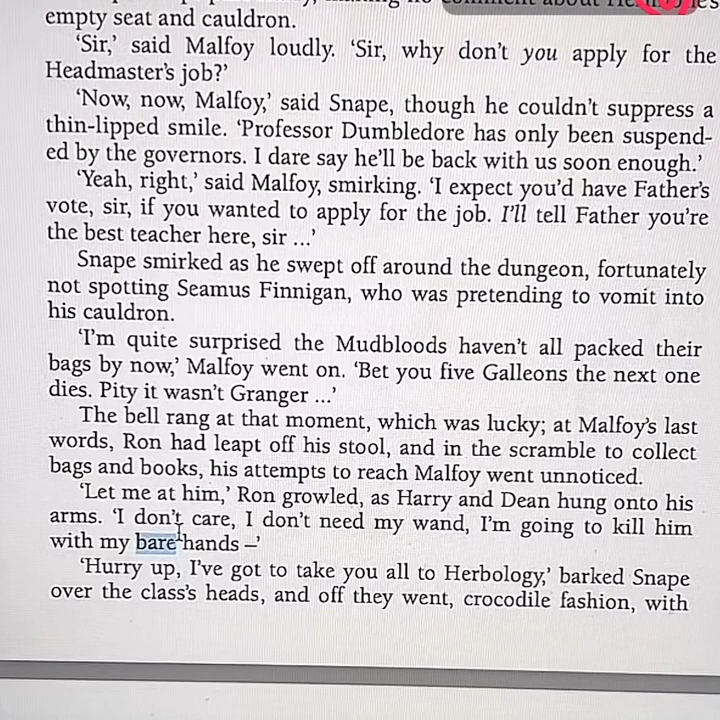 empty seat and cauldron.
‘Sir,’ said Malfoy loudly. ‘Sir, why don’t you apply for the
Headmaster’s job?’
‘Now, now, Malfoy,’ said Snape, though he couldn’t suppress a
thin-lipped smile. ‘Professor Dumbledore has only been suspend-
ed by the governors. I dare say he’ll be back with us soon enough.’
‘Yeah, right,’ said Malfoy, smirking. ‘I expect you’d have Father’s
vote, sir, if you wanted to apply for the job. I’ll tell Father you’re
the best teacher here, sir ...’
Snape smirked as he swept off around the dungeon, fortunately
not spotting Seamus Finnigan, who was pretending to vomit into
his cauldron.
‘I’m quite surprised the Mudbloods haven’t all packed their
bags by now,’ Malfoy went on. ‘Bet you five Galleons the next one
dies. Pity it wasn’t Granger ...’
The bell rang at that moment, which was lucky; at Malfoy’s last
words, Ron had leapt off his stool, and in the scramble to collect
bags and books, his attempts to reach Malfoy went unnoticed.
‘Let me at him,’ Ron growled, as Harry and Dean hung onto his
arms. ‘I don’t care, I don’t need my wand, I’m going to kill him
with my bare hands –’
‘Hurry up, I’ve got to take you all to Herbology,’ barked Snape
over the class’s heads, and off they went, crocodile fashion, with